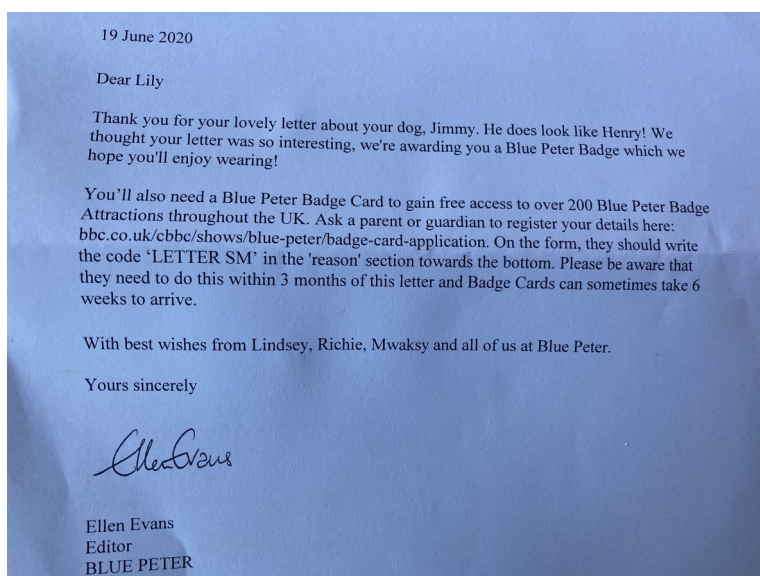 19 June 2020
Dear Lily
Thank you for your lovely letter about your dog, Jimmy. He does look like Henry! We
thought your letter was so interesting, we're awarding you a Blue Peter Badge which we
hope you'll enjoy wearing!
You’ll also need a Blue Peter Badge Card to gain free access to over 200 Blue Peter Badge
Attractions throughout the UK. Ask a parent or guardian to register your details here:
bbc.co.uk/cbbc/shows/blue-peter/badge-card-application. On the form, they should write
the code ‘LETTER SM’ in the 'reason' section towards the bottom. Please be aware that
they need to do this within 3 months of this letter and Badge Cards can sometimes take 6
weeks to arrive.
With best wishes from Lindsey, Richie, Mwaksy and all of us at Blue Peter.
Yours sincerely
Ellen Evans
Ellen Evans
Editor
BLUE PETER